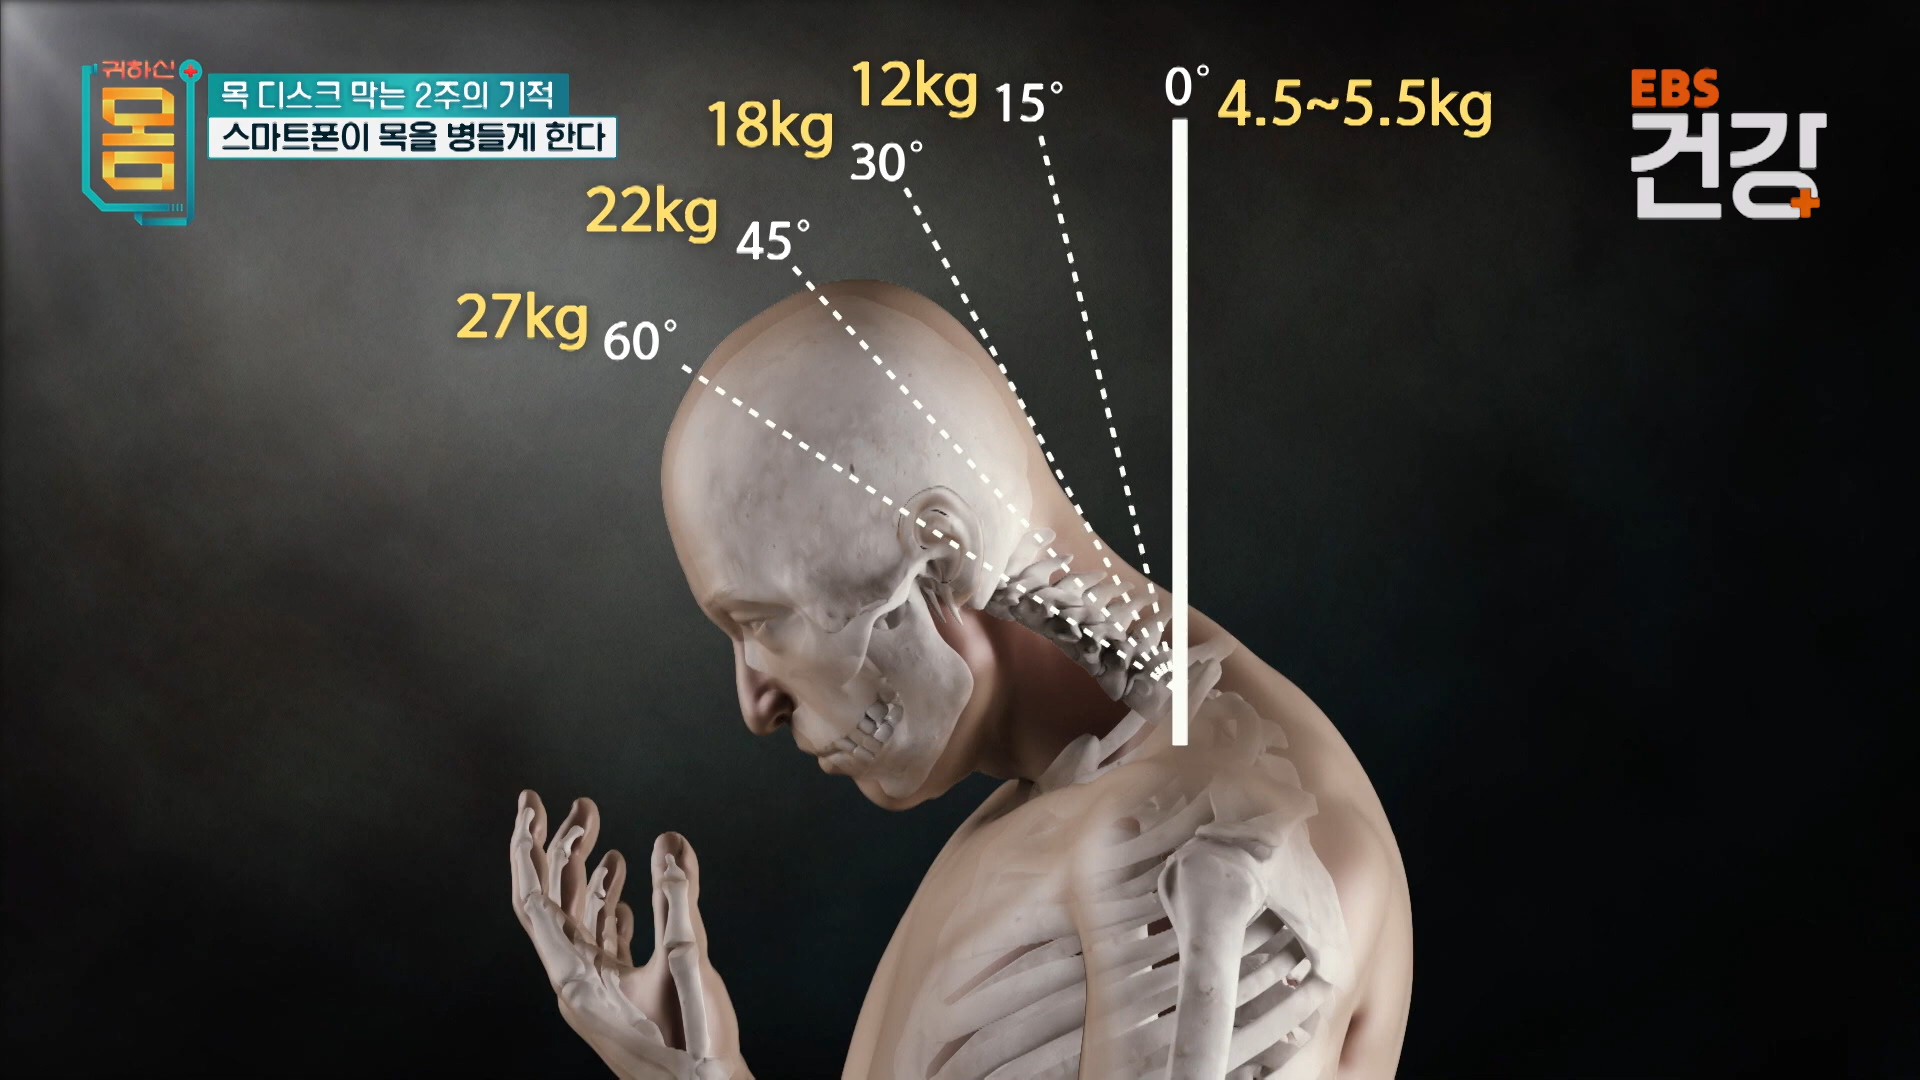 귀하신
몸
목 디스크 막는 2주의 기적
스마트폰이 목을 병들게 한다
EBS
건강
0° 4.5~5.5kg
12kg 15°
18kg 30°
22kg 45°
27kg 60°